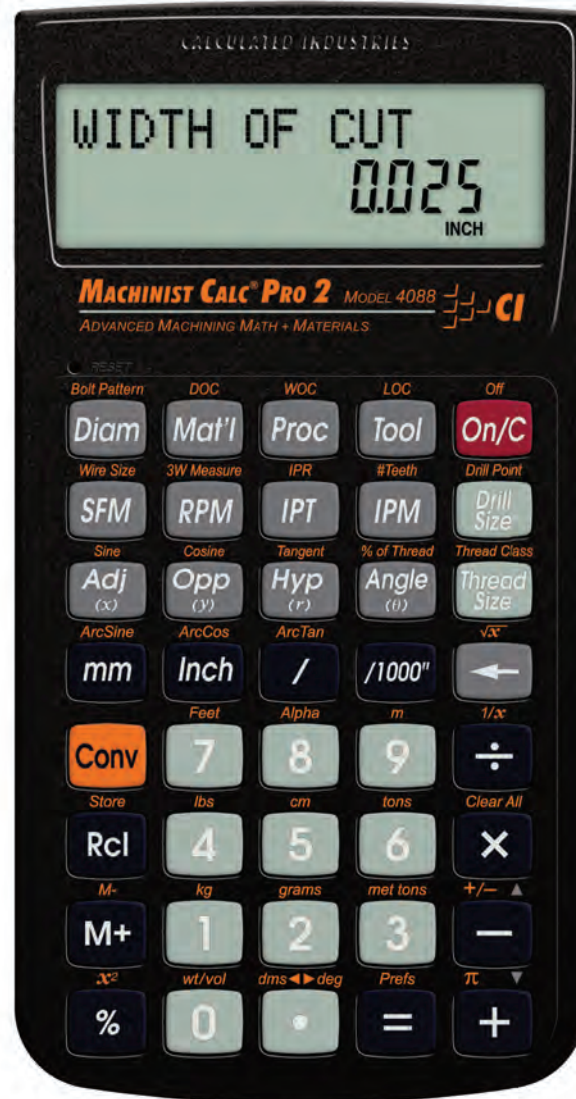 CALCULATED INDUSTRIES
WIDTH OF CUT
0.025
INCH
MACHINIST CALC® PRO 2 MODEL 4088 CI
ADVANCED MACHINING MATH + MATERIALS
RESET
Bolt Pattern DOC WOC LOC Off
Diam Mat'l Proc Tool On/C
Wire Size 3W Measure IPR #Teeth Drill Point
SFM RPM IPT IPM Drill Size
Sine Cosine Tangent % of Thread Thread Class
Adj (x) Opp (y) Hyp (r) Angle (θ) Thread Size
ArcSine ArcCos ArcTan √x
mm Inch / /1000" ←
Feet Alpha m 1/x
Conv 7 8 9 ÷
Store lbs cm tons Clear All
Rcl 4 5 6 ×
M- kg grams met tons +/− ▲
M+ 1 2 3 −
x² wt/vol dms◄►deg Prefs π ▼
% 0 • = +